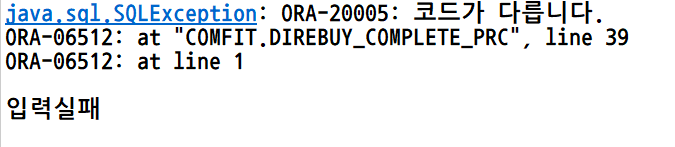 java.sql.SQLException: ORA-20005: 코드가 다릅니다.
ORA-06512: at "COMFIT.DIREBUY_COMPLETE_PRC", line 39
ORA-06512: at line 1
입력실패